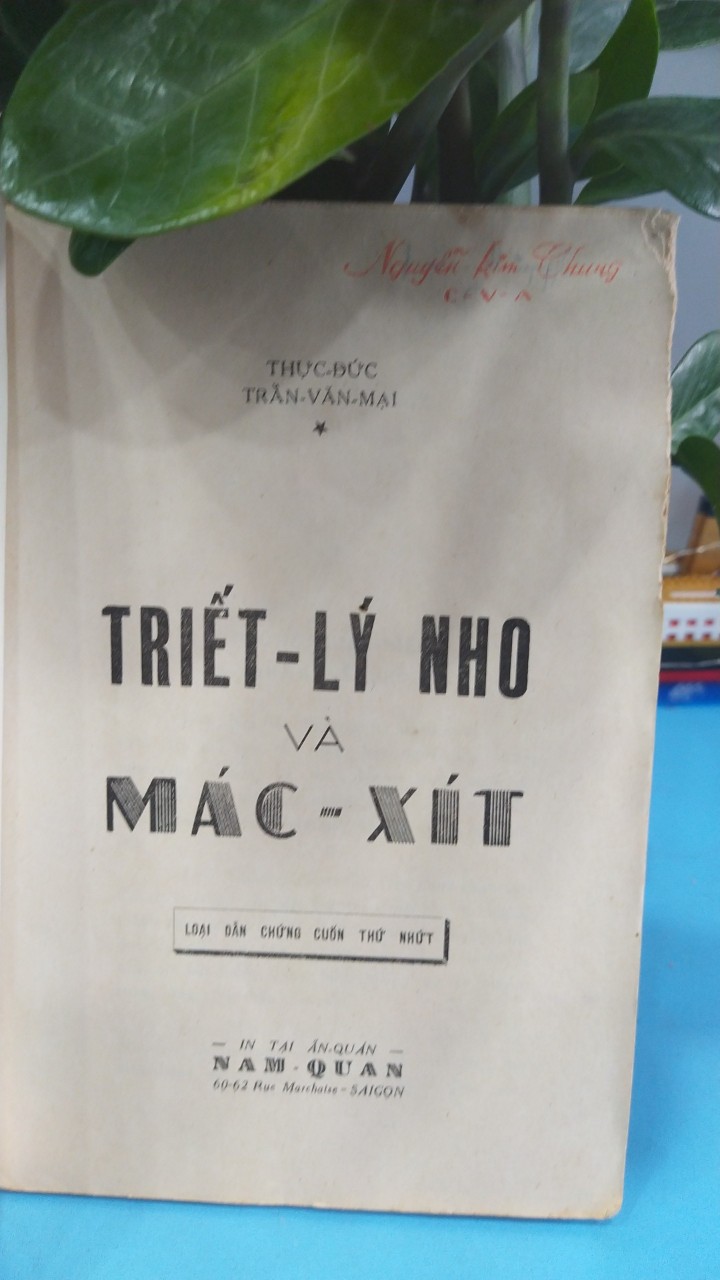 Nguyễn-Kim-Chung
C - V - A
THỰC-ĐỨC
TRẦN-VĂN-MẠI
TRIẾT-LÝ NHO
VÀ
MÁC-XÍT
LOẠI DẪN CHỨNG CUỐN THỨ NHỨT
— IN TẠI ẤN-QUÁN —
NAM-QUAN
60-62 Rue Marchaise - SAIGON